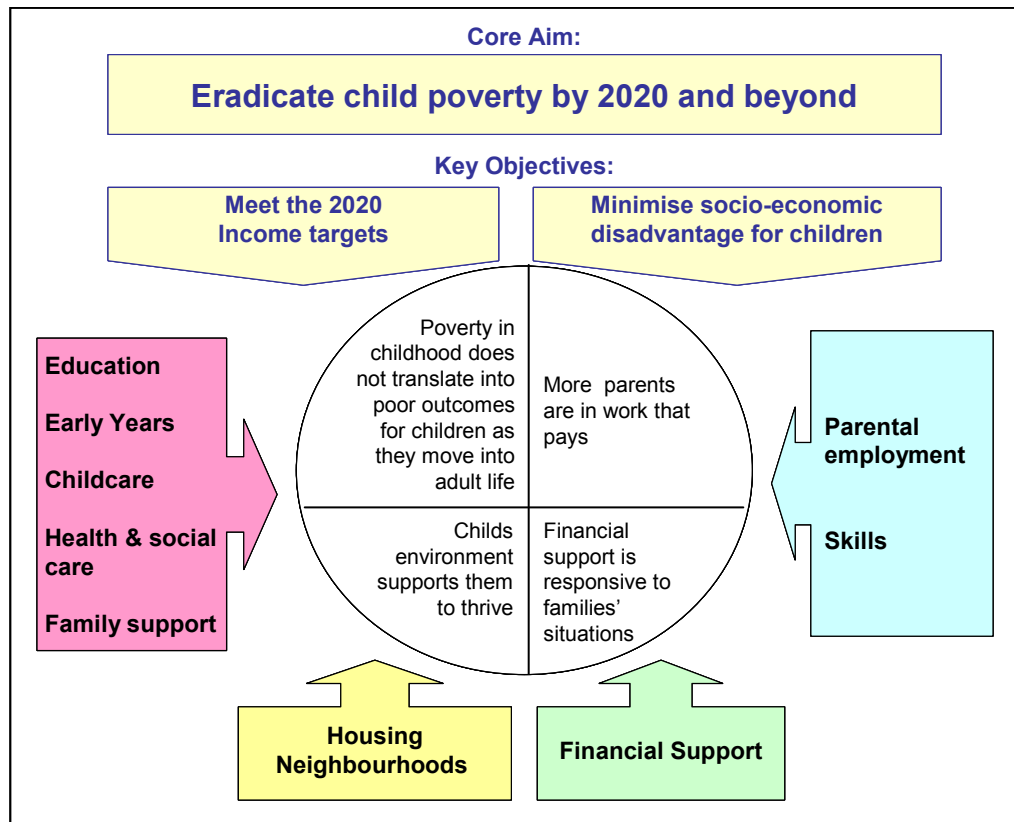 Core Aim:
Eradicate child poverty by 2020 and beyond
Key Objectives:
Meet the 2020
Income targets
Minimise socio-economic
disadvantage for children
Education
Early Years
Childcare
Health & social
care
Family support
Poverty in
childhood does
not translate into
poor outcomes
for children as
they move into
adult life
More parents
are in work that
pays
Childs
environment
supports them
to thrive
Financial
support is
responsive to
families’
situations
Parental
employment
Skills
Housing
Neighbourhoods
Financial Support